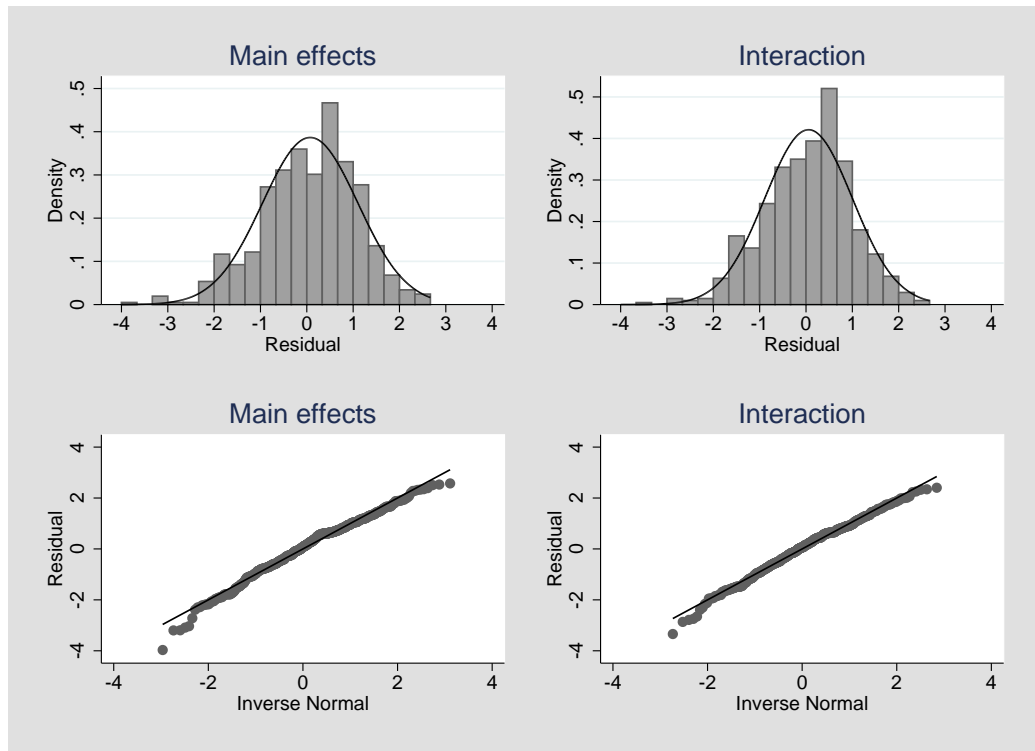 Main effects
Density
0 .1 .2 .3 .4 .5
-4 -3 -2 -1 0 1 2 3 4
Residual
Interaction
Density
0 .1 .2 .3 .4 .5
-4 -3 -2 -1 0 1 2 3 4
Residual
Main effects
Residual
-4 -2 0 2 4
-4 -2 0 2 4
Inverse Normal
Interaction
Residual
-4 -2 0 2 4
-4 -2 0 2 4
Inverse Normal